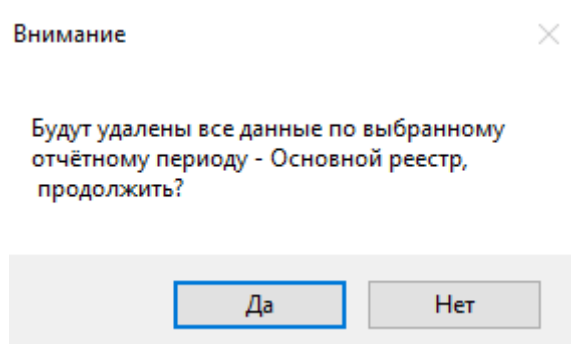 Внимание
Будут удалены все данные по выбранному
отчётному периоду - Основной реестр,
продолжить?
Да Нет